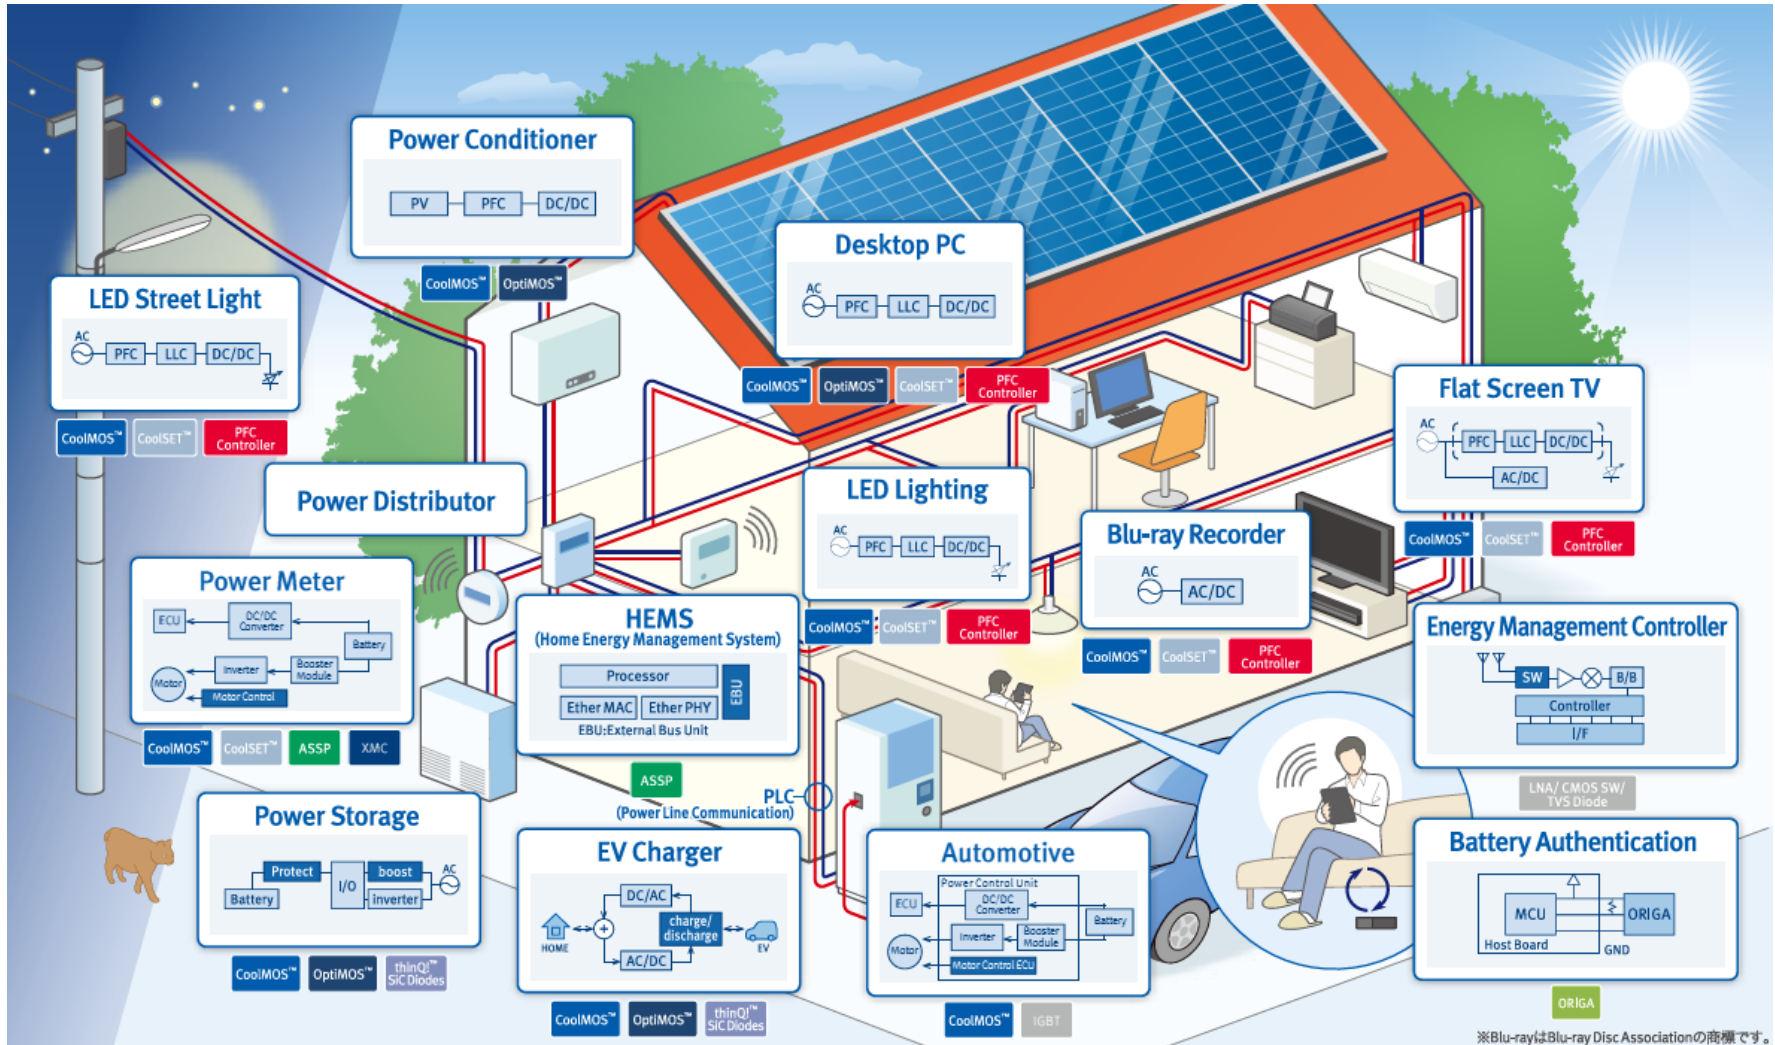 Power Conditioner
PV
PFC
DC/DC
CoolMOS™
OptiMOS™
LED Street Light
AC
PFC
LLC
DC/DC
CoolMOS™
CoolSET™
PFC
Controller
Desktop PC
AC
PFC
LLC
DC/DC
CoolMOS™
OptiMOS™
CoolSET™
PFC
Controller
Flat Screen TV
AC
PFC
LLC
DC/DC
AC/DC
CoolMOS™
CoolSET™
PFC
Controller
Power Distributor
LED Lighting
AC
PFC
LLC
DC/DC
CoolMOS™
CoolSET™
PFC
Controller
Blu-ray Recorder
AC
AC/DC
CoolMOS™
CoolSET™
PFC
Controller
Power Meter
ECU
DC/DC
Converter
Battery
Motor
Inverter
Booster
Module
Motor Control
CoolMOS™
CoolSET™
ASSP
XMC
HEMS
(Home Energy Management System)
Processor
Ether MAC
Ether PHY
EBU
EBU:External Bus Unit
ASSP
PLC
(Power Line Communication)
Energy Management Controller
SW
B/B
Controller
I/F
LNA/ CMOS SW/
TVS Diode
Power Storage
Protect
Battery
I/O
boost
inverter
AC
CoolMOS™
OptiMOS™
thinQ!™
SiC Diodes
EV Charger
DC/AC
HOME
+
charge/
discharge
EV
AC/DC
CoolMOS™
OptiMOS™
thinQ!™
SiC Diodes
Automotive
Power Control Unit
ECU
DC/DC
Converter
Battery
Motor
Inverter
Booster
Module
Motor Control ECU
CoolMOS™
IGBT
Battery Authentication
MCU
ORIGA
Host Board
GND
ORIGA
※Blu-rayはBlu-ray Disc Associationの商標です。